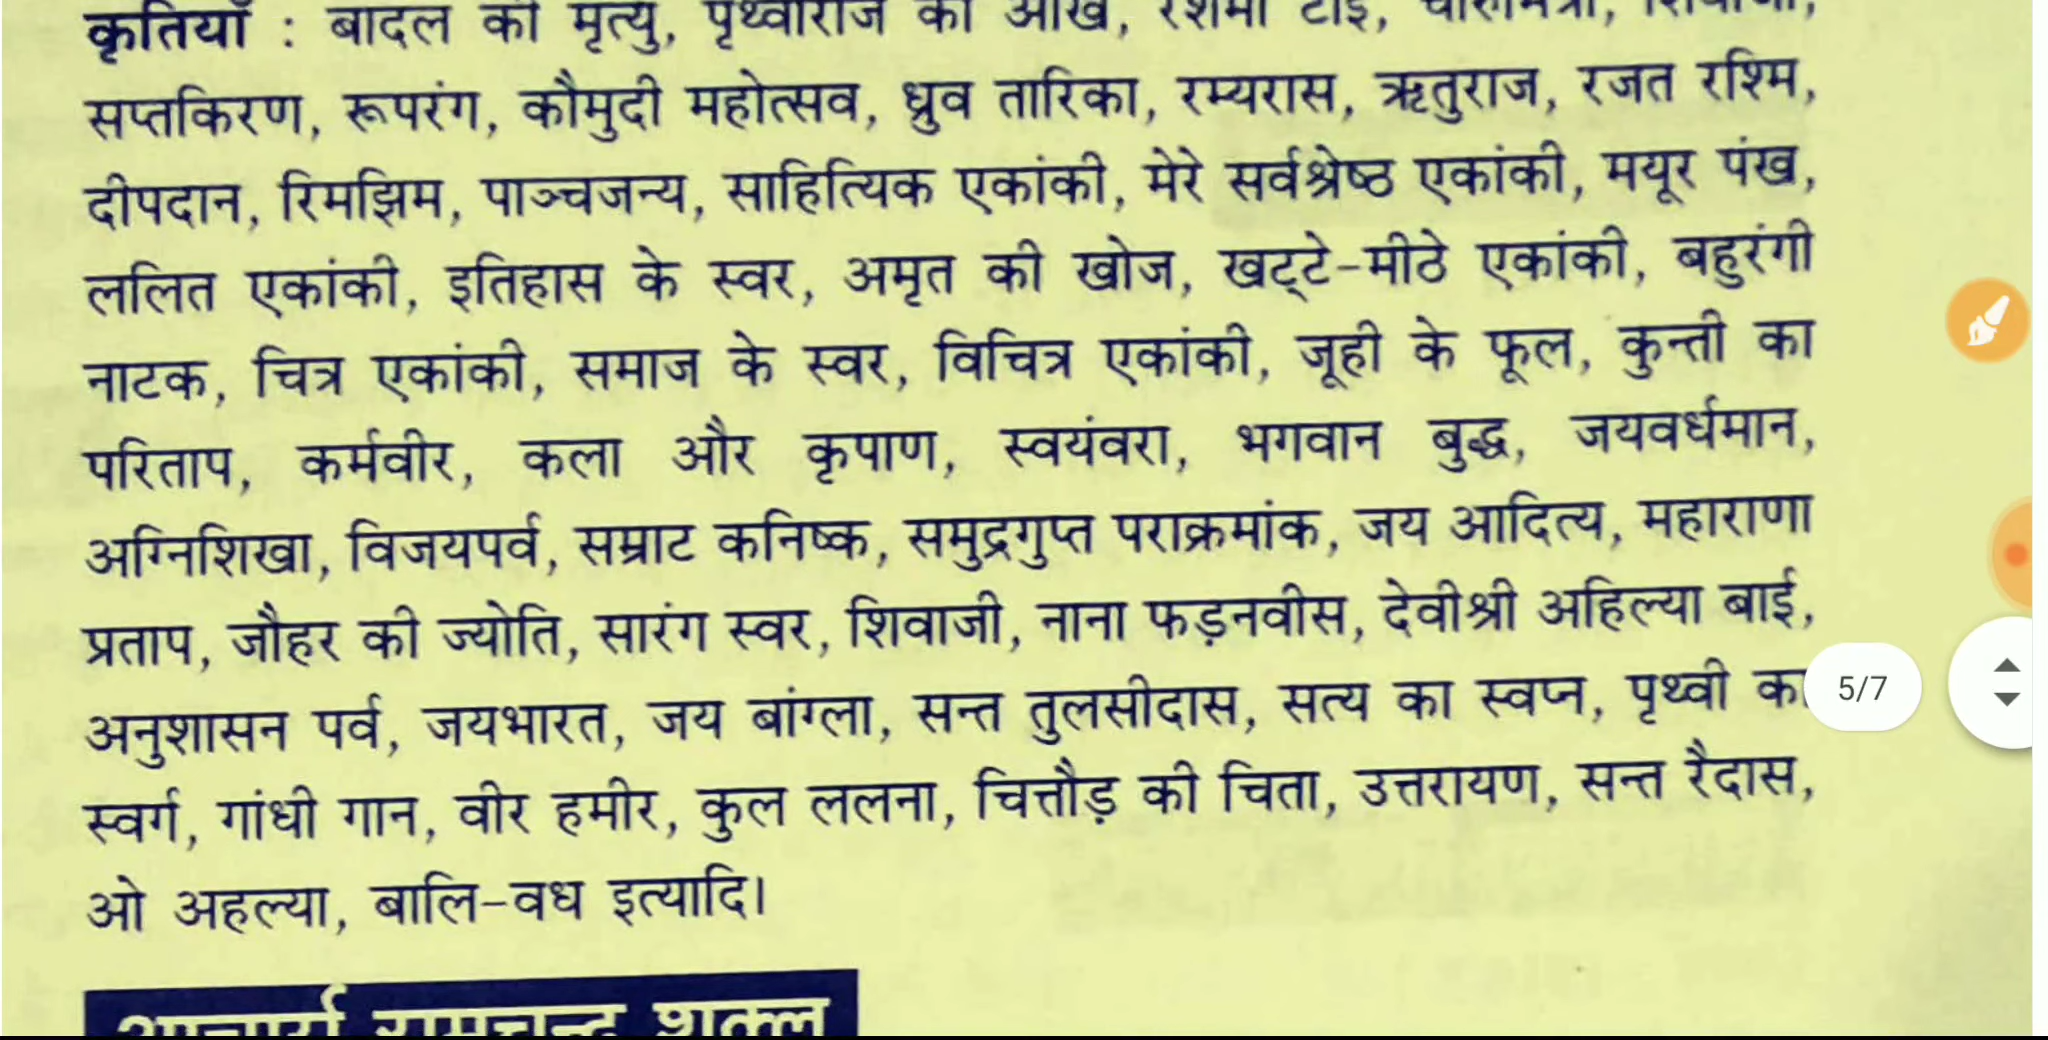 कृतियाँ : बादल की मृत्यु, पृथ्वीराज की आँखें, रेशमी टाई, चारुमित्रा, शिवाजी,
सप्तकिरण, रूपरंग, कौमुदी महोत्सव, ध्रुव तारिका, रम्यरास, ऋतुराज, रजत रश्मि,
दीपदान, रिमझिम, पाञ्चजन्य, साहित्यिक एकांकी, मेरे सर्वश्रेष्ठ एकांकी, मयूर पंख,
ललित एकांकी, इतिहास के स्वर, अमृत की खोज, खट्टे-मीठे एकांकी, बहुरंगी
नाटक, चित्र एकांकी, समाज के स्वर, विचित्र एकांकी, जूही के फूल, कुन्ती का
परिताप, कर्मवीर, कला और कृपाण, स्वयंवरा, भगवान बुद्ध, जयवर्धमान,
अग्निशिखा, विजयपर्व, सम्राट कनिष्क, समुद्रगुप्त पराक्रमांक, जय आदित्य, महाराणा
प्रताप, जौहर की ज्योति, सारंग स्वर, शिवाजी, नाना फड़नवीस, देवीश्री अहिल्या बाई,
अनुशासन पर्व, जयभारत, जय बांग्ला, सन्त तुलसीदास, सत्य का स्वप्न, पृथ्वी का
5/7
स्वर्ग, गांधी गान, वीर हमीर, कुल ललना, चित्तौड़ की चिता, उत्तरायण, सन्त रैदास,
ओ अहल्या, बालि-वध इत्यादि।
आचार्य रामचन्द्र शुक्ल